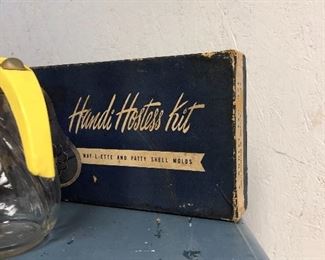 Handi Hostess Kit
WAF-L-ETTE AND PATTY SHELL MOLDS